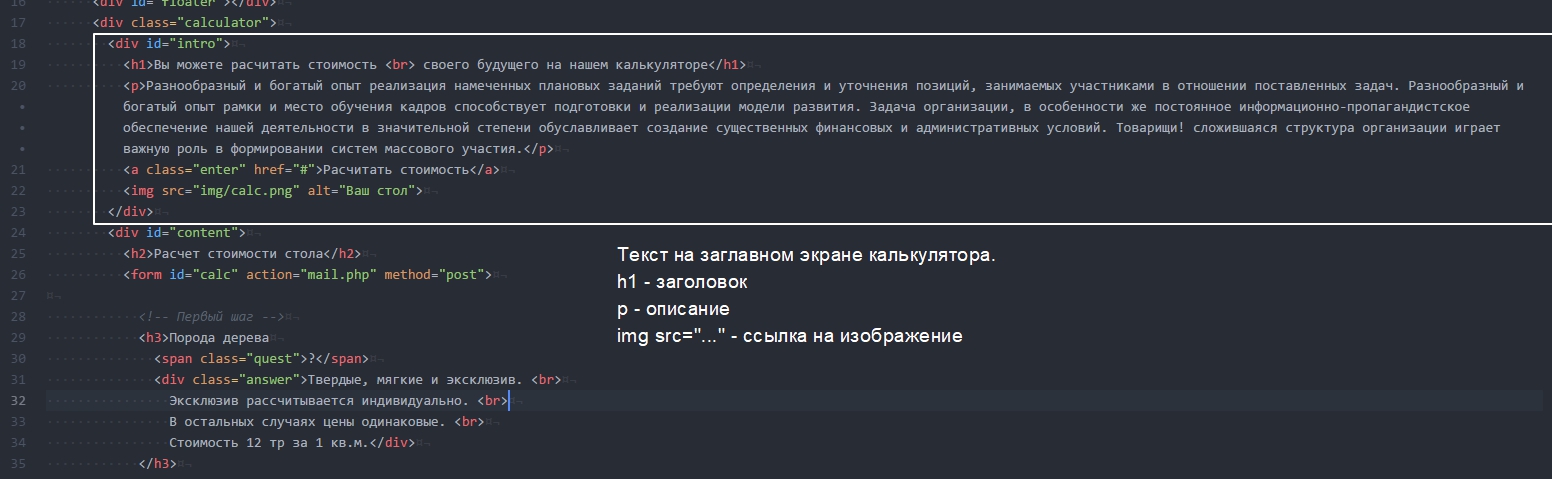 16 <div id="floater"></div>
17 <div class="calculator">
18 <div id="intro">
19 <h1>Вы можете расчитать стоимость <br> своего будущего на нашем калькуляторе</h1>
20 <p>Разнообразный и богатый опыт реализация намеченных плановых заданий требуют определения и уточнения позиций, занимаемых участниками в отношении поставленных задач. Разнообразный и
богатый опыт рамки и место обучения кадров способствует подготовки и реализации модели развития. Задача организации, в особенности же постоянное информационно-пропагандистское
обеспечение нашей деятельности в значительной степени обуславливает создание существенных финансовых и административных условий. Товарищи! сложившаяся структура организации играет
важную роль в формировании систем массового участия.</p>
21 <a class="enter" href="#">Расчитать стоимость</a>
22 <img src="img/calc.png" alt="Ваш стол">
23 </div>
24 <div id="content">
25 <h2>Расчет стоимости стола</h2>
26 <form id="calc" action="mail.php" method="post">
27
28 <!-- Первый шаг -->
29 <h3>Порода дерева
30 <span class="quest">?</span>
31 <div class="answer">Твердые, мягкие и эксклюзив. <br>
32 Эксклюзив рассчитывается индивидуально. <br>
33 В остальных случаях цены одинаковые. <br>
34 Стоимость 12 тр за 1 кв.м.</div>
35 </h3>
Текст на заглавном экране калькулятора.
h1 - заголовок
p - описание
img src="..." - ссылка на изображение